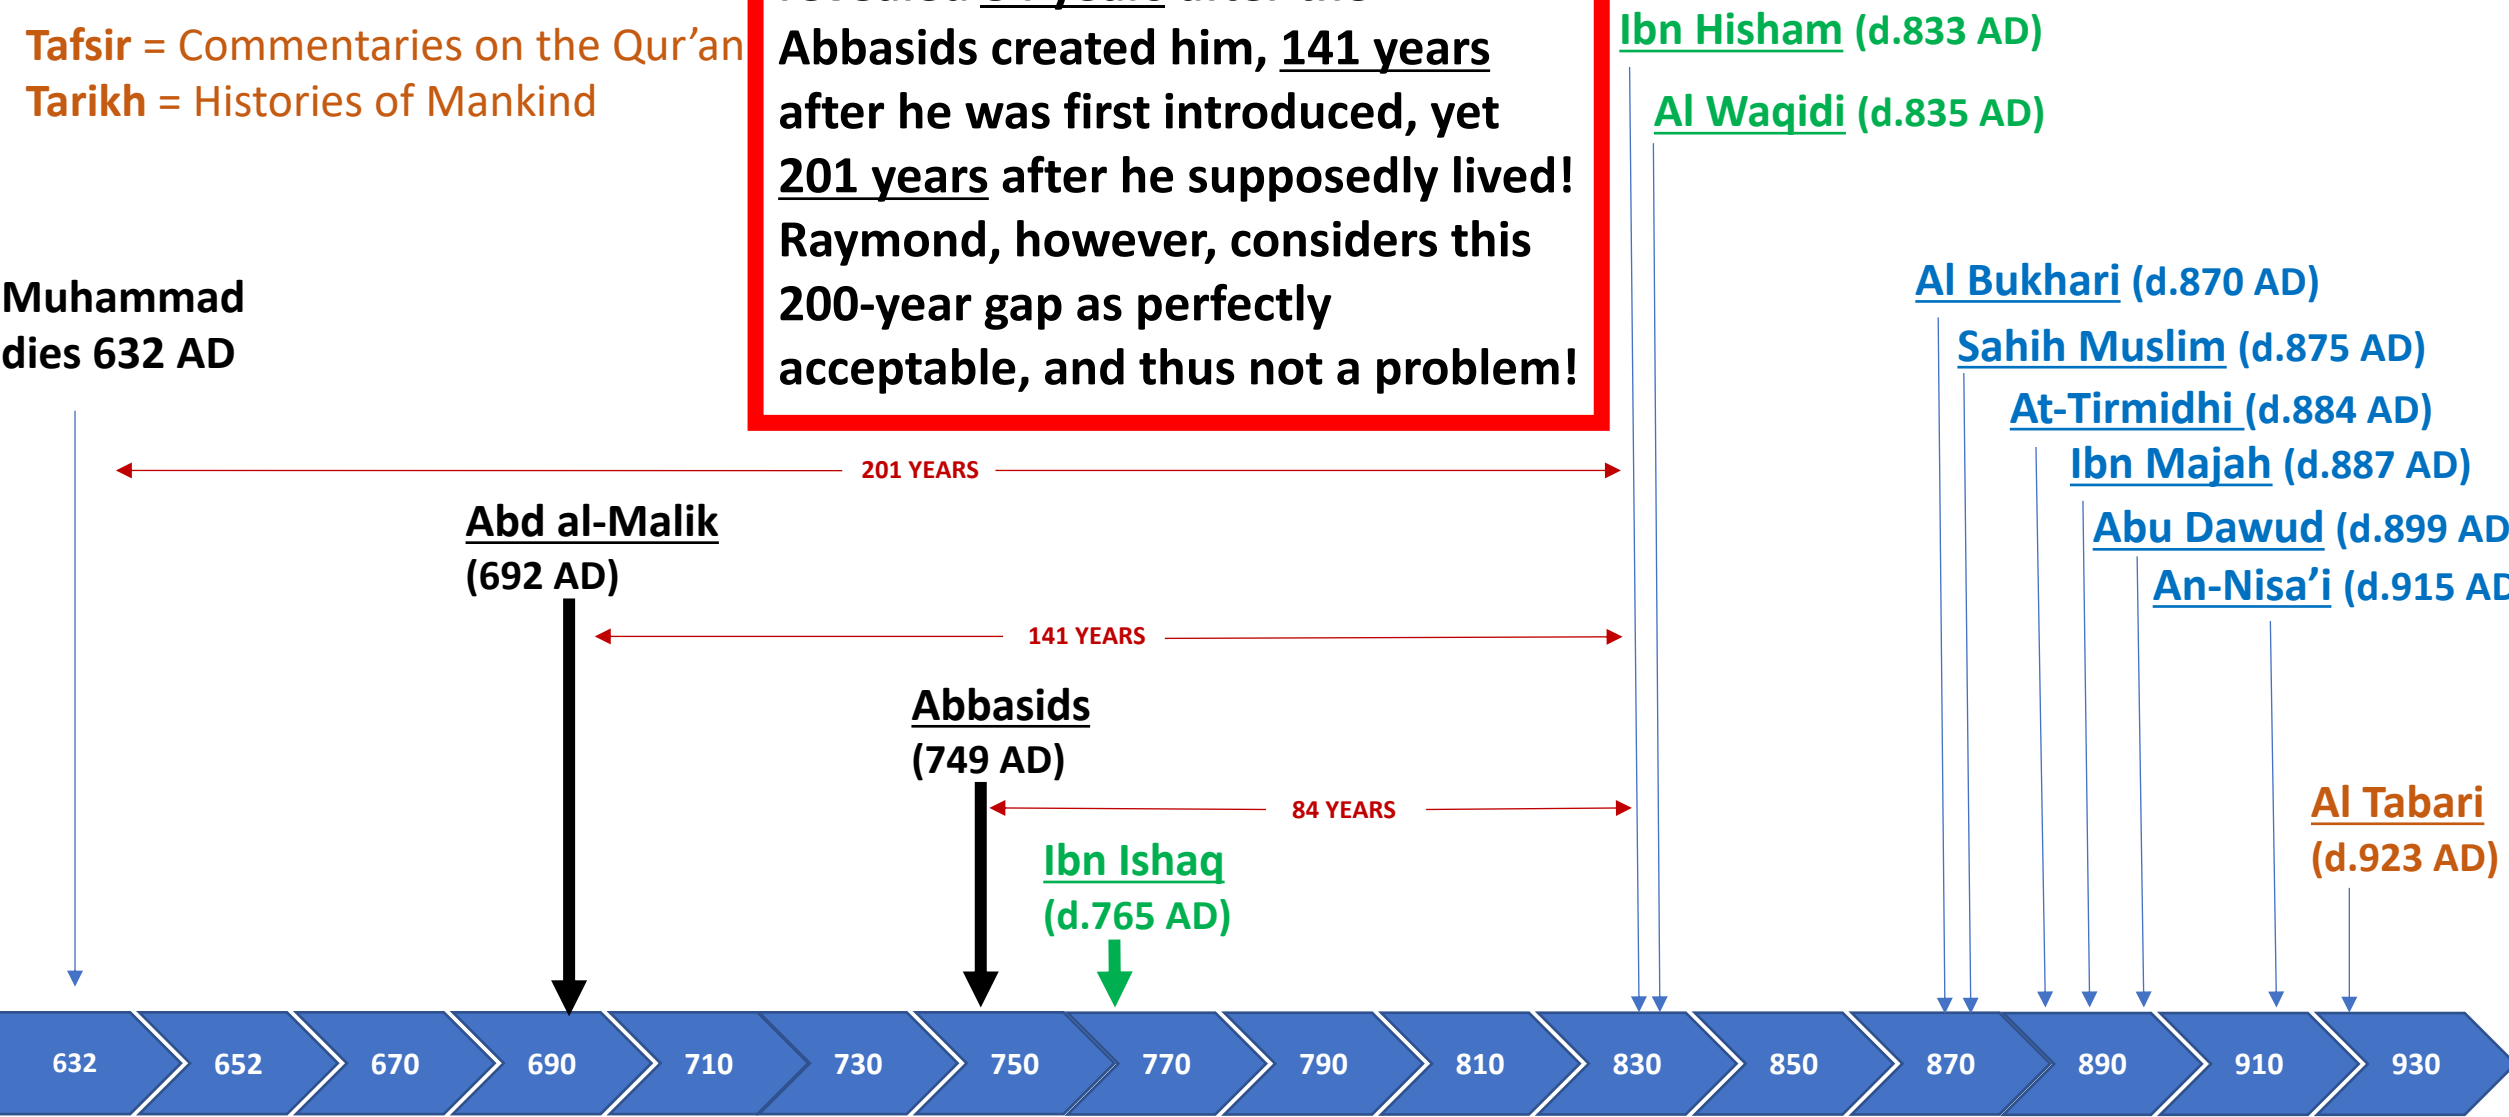 Tafsir = Commentaries on the Qur'an
Tarikh = Histories of Mankind
after the
Abbasids created him, 141 years
after he was first introduced, yet
201 years after he supposedly lived!
Raymond, however, considers this
200-year gap as perfectly
acceptable, and thus not a problem!
Ibn Hisham (d.833 AD)
Al Waqidi (d.835 AD)
Muhammad
dies 632 AD
Al Bukhari (d.870 AD)
Sahih Muslim (d.875 AD)
At-Tirmidhi (d.884 AD)
Ibn Majah (d.887 AD)
Abu Dawud (d.899 AD
An-Nisa'i (d.915 AD
201 YEARS
Abd al-Malik
(692 AD)
141 YEARS
Abbasids
(749 AD)
84 YEARS
Ibn Ishaq
(d.765 AD)
Al Tabari
(d.923 AD)
632 652 670 690 710 730 750 770 790 810 830 850 870 890 910 930